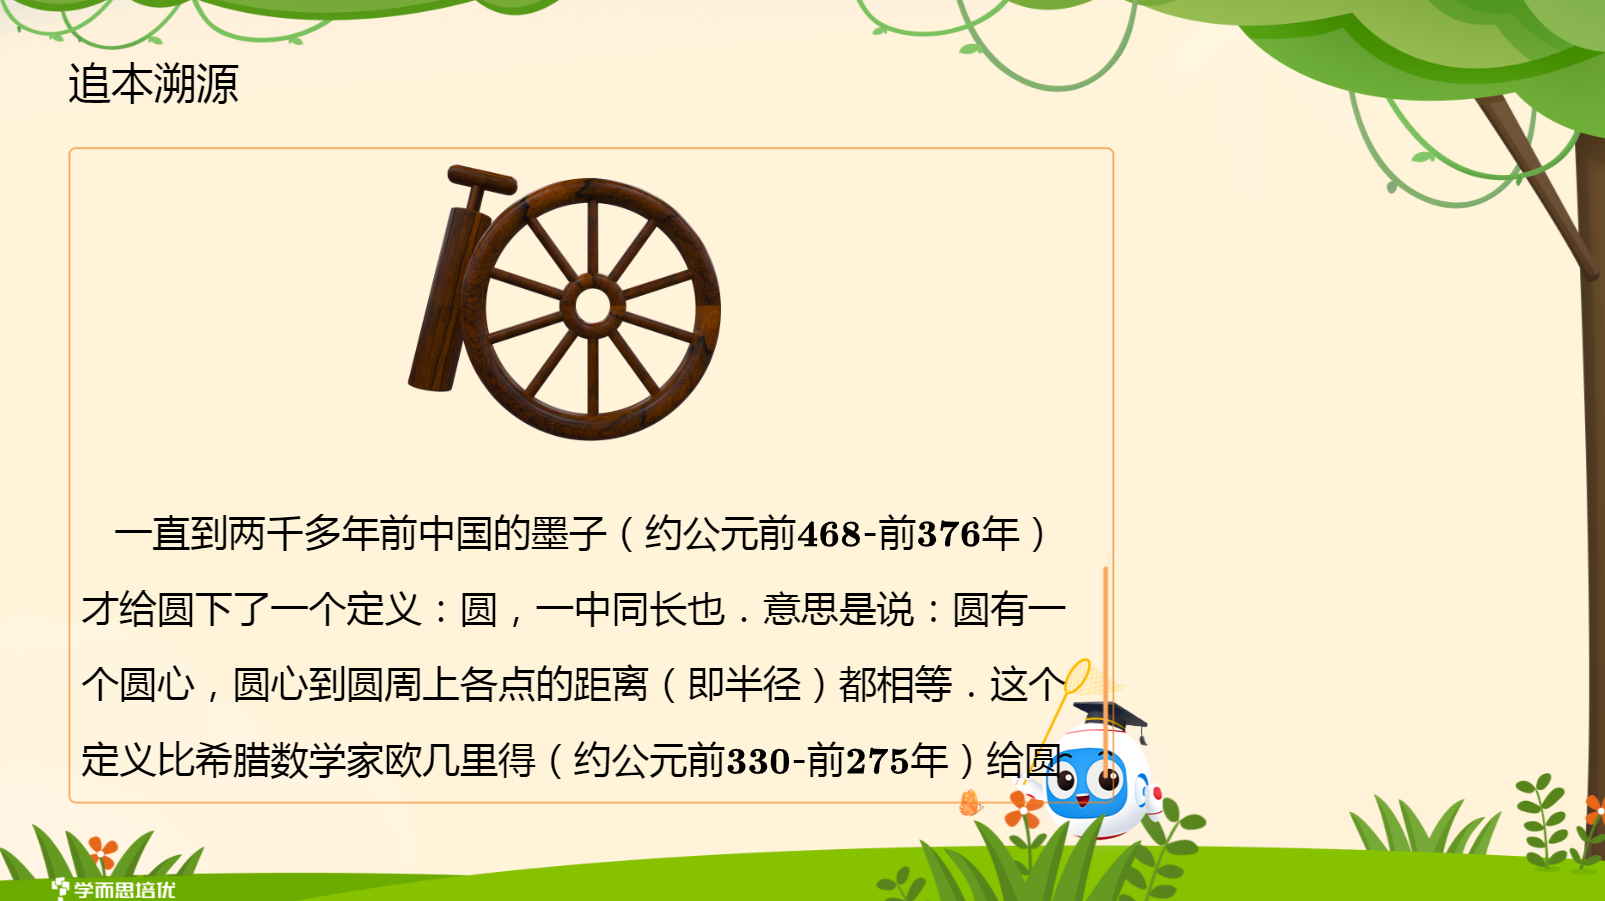 追本溯源
一直到两千多年前中国的墨子（约公元前468-前376年）
才给圆下了一个定义：圆，一中同长也．意思是说：圆有一
个圆心，圆心到圆周上各点的距离（即半径）都相等．这个
定义比希腊数学家欧几里得（约公元前330-前275年）给圆
学而思培优